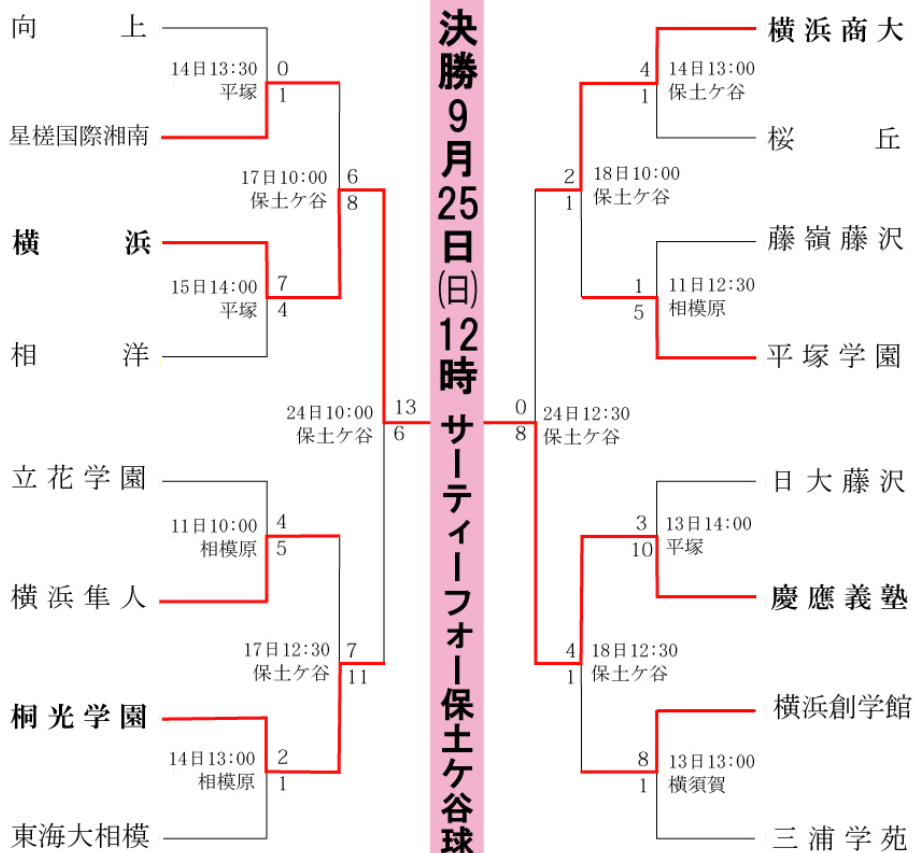 向上
14日13:30
平塚
0
1
星槎国際湘南
17日10:00
保土ケ谷
6
8
横浜
15日14:00
平塚
7
4
相洋
24日10:00
保土ケ谷
13
6
立花学園
11日10:00
相模原
4
5
横浜隼人
17日12:30
保土ケ谷
7
11
桐光学園
14日13:00
相模原
2
1
東海大相模
決勝9月25日(日)12時 サーティーフォー保土ケ谷球
横浜商大
4
1
14日13:00
保土ケ谷
桜丘
2
1
18日10:00
保土ケ谷
藤嶺藤沢
1
5
11日12:30
相模原
平塚学園
0
8
24日12:30
保土ケ谷
日大藤沢
3
10
13日14:00
平塚
慶應義塾
4
1
18日12:30
保土ケ谷
横浜創学館
8
1
13日13:00
横須賀
三浦学苑